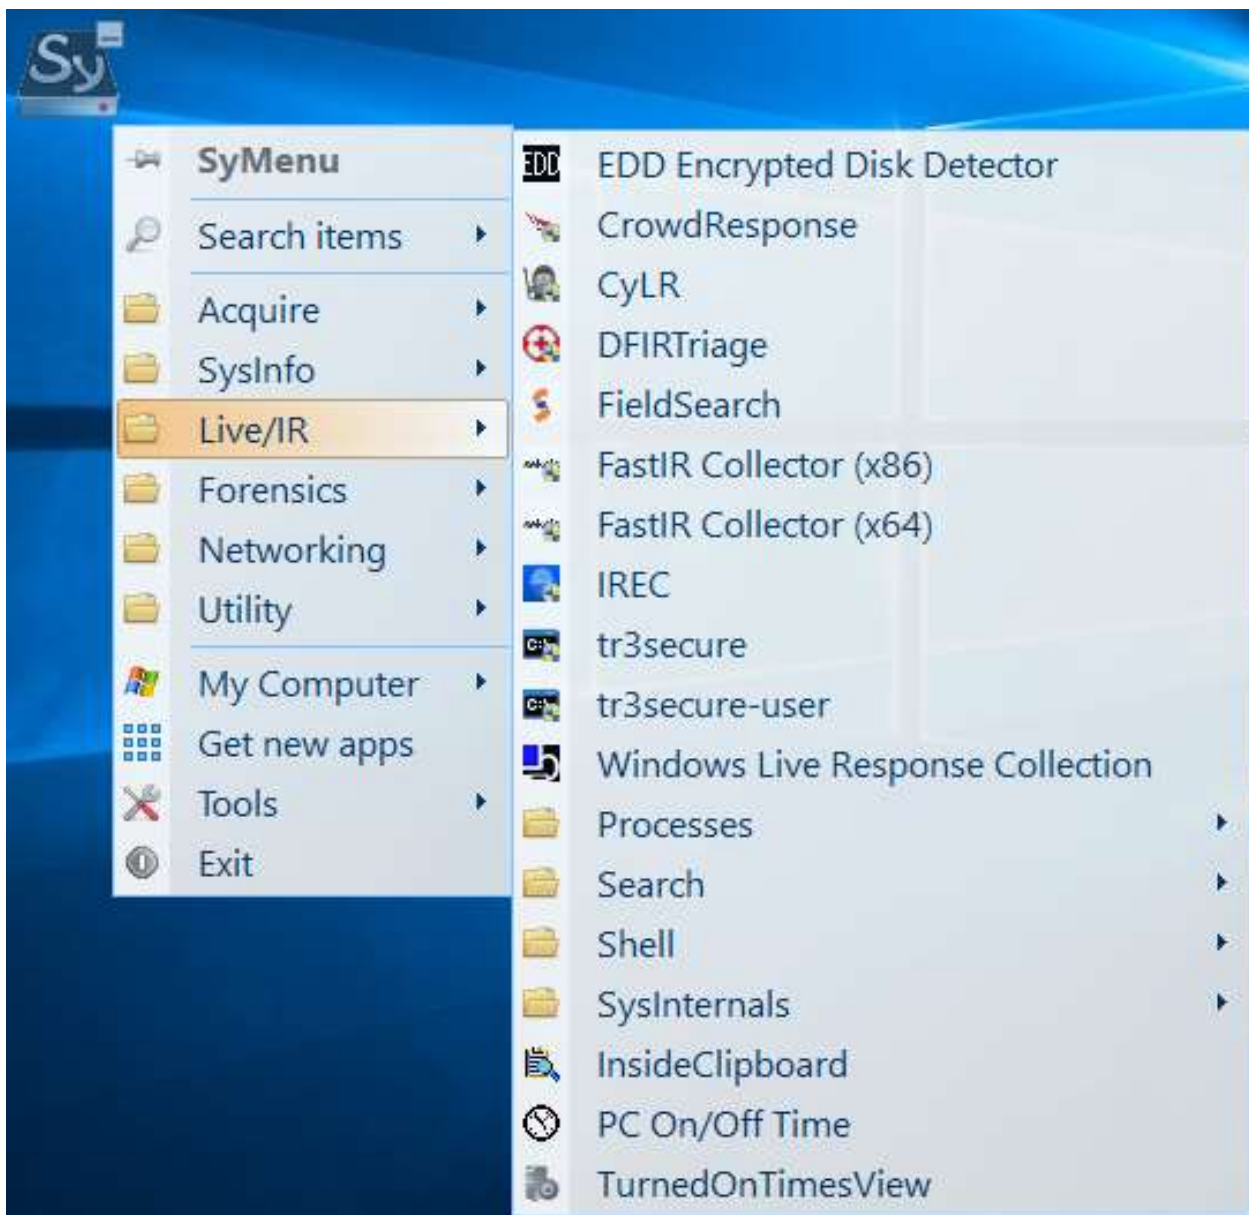 Sy
SyMenu
Search items
Acquire
SysInfo
Live/IR
Forensics
Networking
Utility
My Computer
Get new apps
Tools
Exit
EDD EDD Encrypted Disk Detector
CrowdResponse
CyLR
DFIRTriage
FieldSearch
FastIR Collector (x86)
FastIR Collector (x64)
IREC
C:\ tr3secure
C:\ tr3secure-user
Windows Live Response Collection
Processes
Search
Shell
SysInternals
InsideClipboard
PC On/Off Time
TurnedOnTimesView